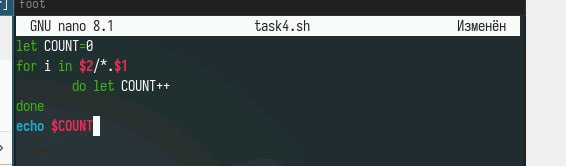 foot
GNU nano 8.1 task4.sh Изменён
let COUNT=0
for i in $2/*.$1
do let COUNT++
done
echo $COUNT